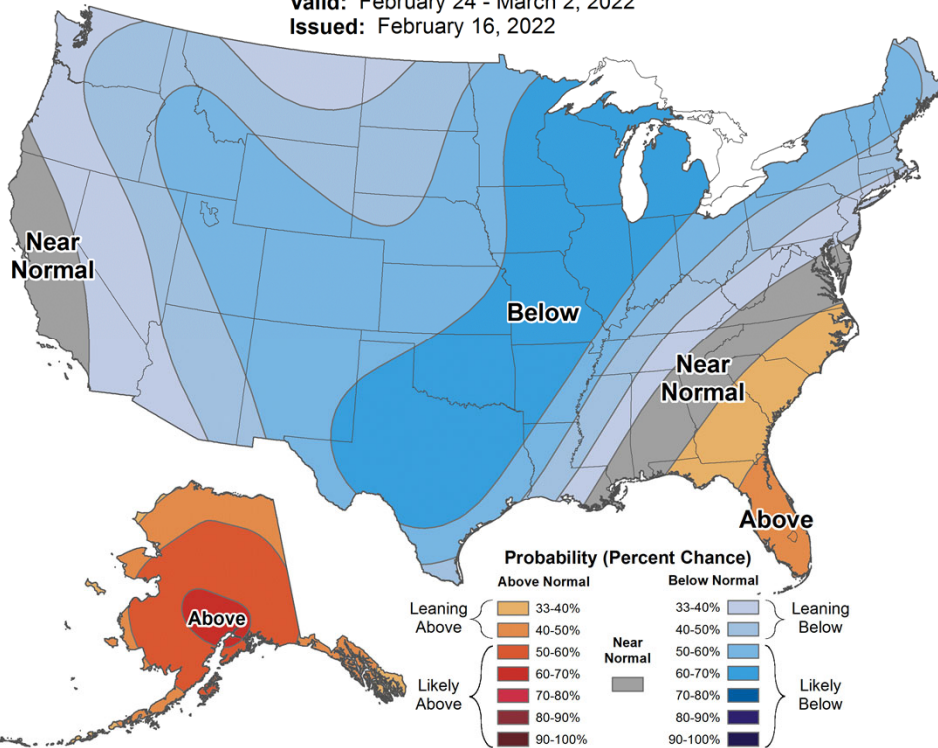 Valid: February 24 - March 2, 2022
Issued: February 16, 2022
Near
Normal
Below
Near
Normal
Above
Above
Probability (Percent Chance)
Above Normal
Below Normal
Leaning
Above
33-40%
40-50%
Likely
Above
50-60%
60-70%
70-80%
80-90%
90-100%
Near
Normal
33-40%
40-50%
Leaning
Below
50-60%
60-70%
70-80%
80-90%
90-100%
Likely
Below